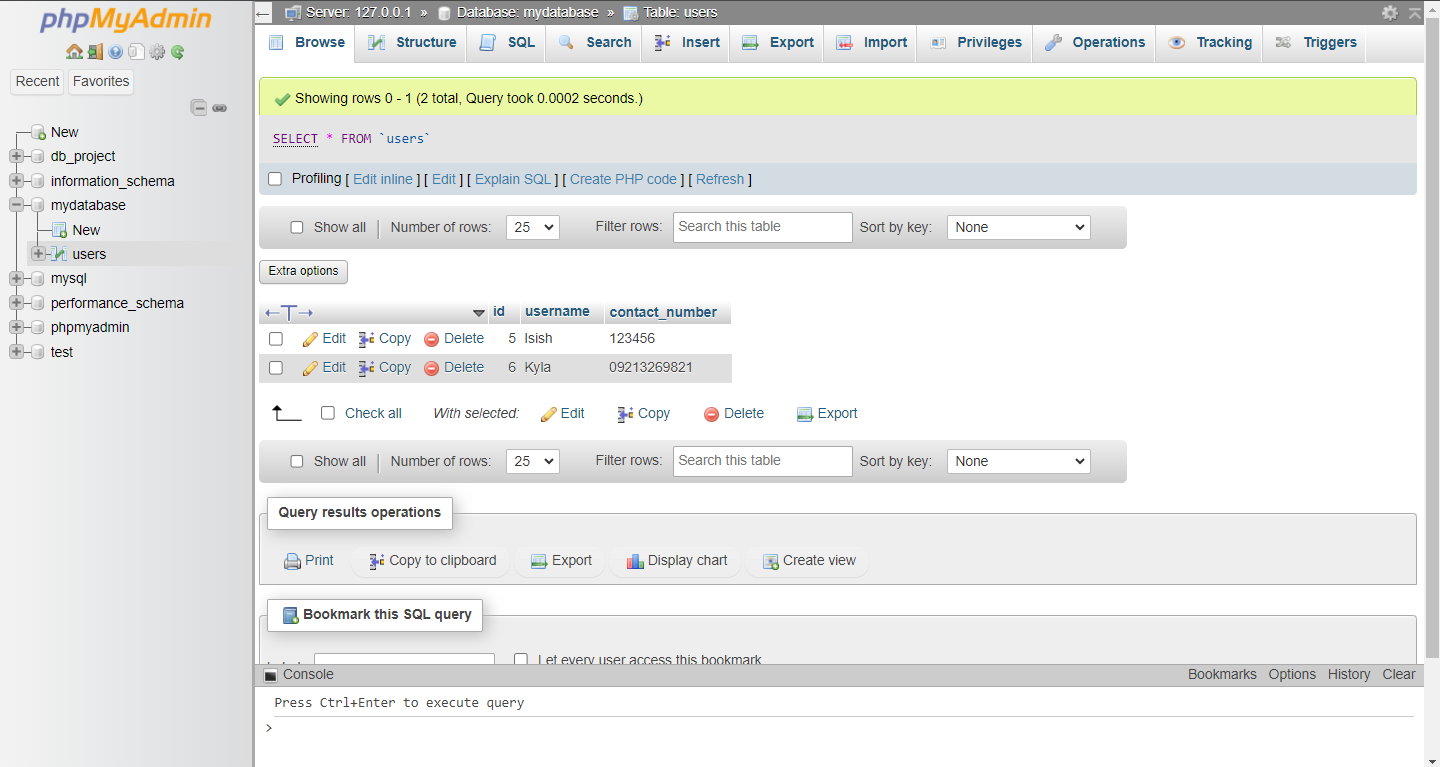 phpMyAdmin
Recent Favorites
New
db_project
information_schema
mydatabase
New
users
mysql
performance_schema
phpmyadmin
test
Server: 127.0.0.1 » Database: mydatabase » Table: users
Browse Structure SQL Search Insert Export Import Privileges Operations Tracking Triggers
Showing rows 0 - 1 (2 total, Query took 0.0002 seconds.)
SELECT * FROM `users`
Profiling [ Edit inline ] [ Edit ] [ Explain SQL ] [ Create PHP code ] [ Refresh ]
Show all Number of rows: 25 Filter rows: Search this table Sort by key: None
Extra options
id username contact_number
Edit Copy Delete 5 Isish 123456
Edit Copy Delete 6 Kyla 09213269821
Check all With selected: Edit Copy Delete Export
Show all Number of rows: 25 Filter rows: Search this table Sort by key: None
Query results operations
Print Copy to clipboard Export Display chart Create view
Bookmark this SQL query
Let every user access this bookmark
Console Bookmarks Options History Clear
Press Ctrl+Enter to execute query
>